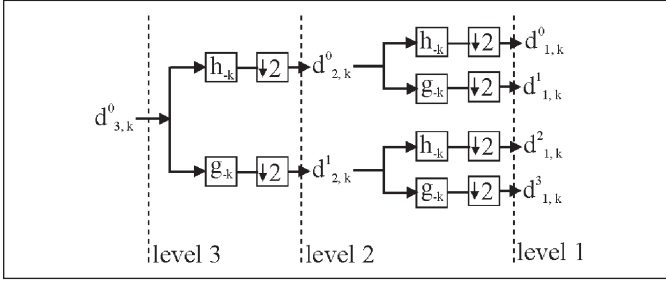 h₋ₖ ↓2 d⁰₁,ₖ
h₋ₖ ↓2 d⁰₂,ₖ
g₋ₖ ↓2 d¹₁,ₖ
d⁰₃,ₖ
h₋ₖ ↓2 d²₁,ₖ
g₋ₖ ↓2 d¹₂,ₖ
g₋ₖ ↓2 d³₁,ₖ
level 3 level 2 level 1